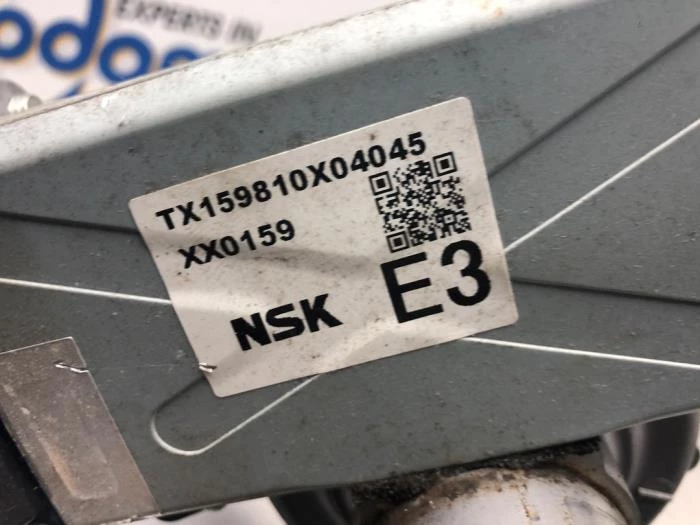 EXPERTS IN
TX159810X04045
XX0159
E3
NSK